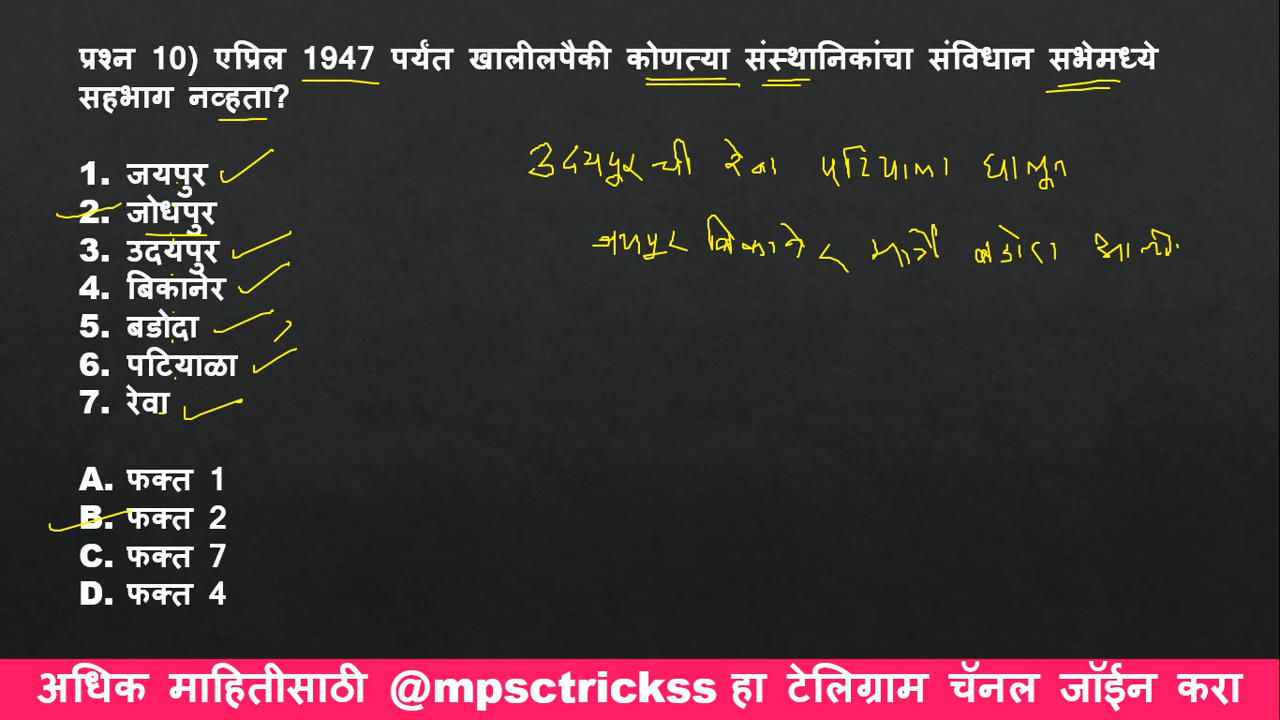 प्रश्न 10) एप्रिल 1947 पर्यंत खालीलपैकी कोणत्या संस्थानिकांचा संविधान सभेमध्ये
सहभाग नव्हता?
उदयपुरची रेवा पटियाला घालून
जयपुर बिकानेर मार्गे बडोदा आली
1. जयपुर
2. जोधपुर
3. उदयपुर
4. बिकानेर
5. बडोदा
6. पटियाळा
7. रेवा
A. फक्त 1
B. फक्त 2
C. फक्त 7
D. फक्त 4
अधिक माहितीसाठी @mpsctrickss हा टेलिग्राम चॅनल जॉईन करा